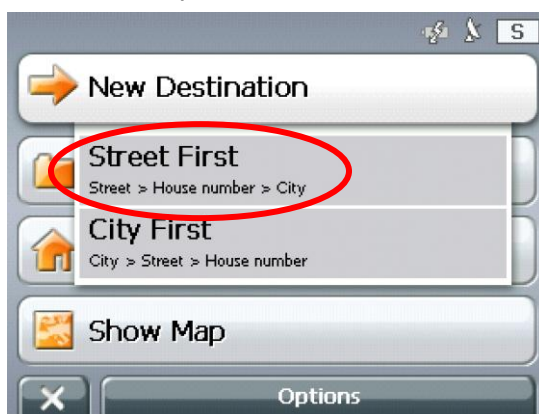 S
New Destination
Street First
Street > House number > City
City First
City > Street > House number
Show Map
Options